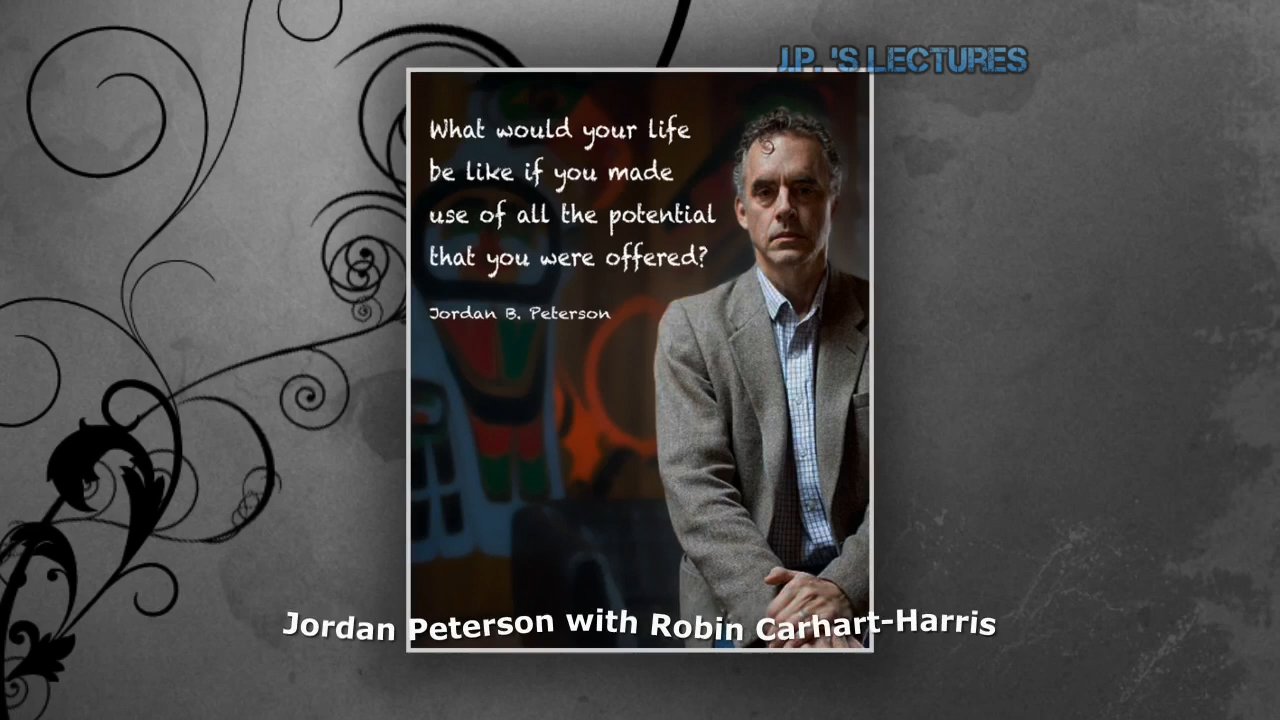 J.P. 'S LECTURES
What would your life
be like if you made
use of all the potential
that you were offered?
Jordan B. Peterson
Jordan Peterson with Robin Carhart-Harris